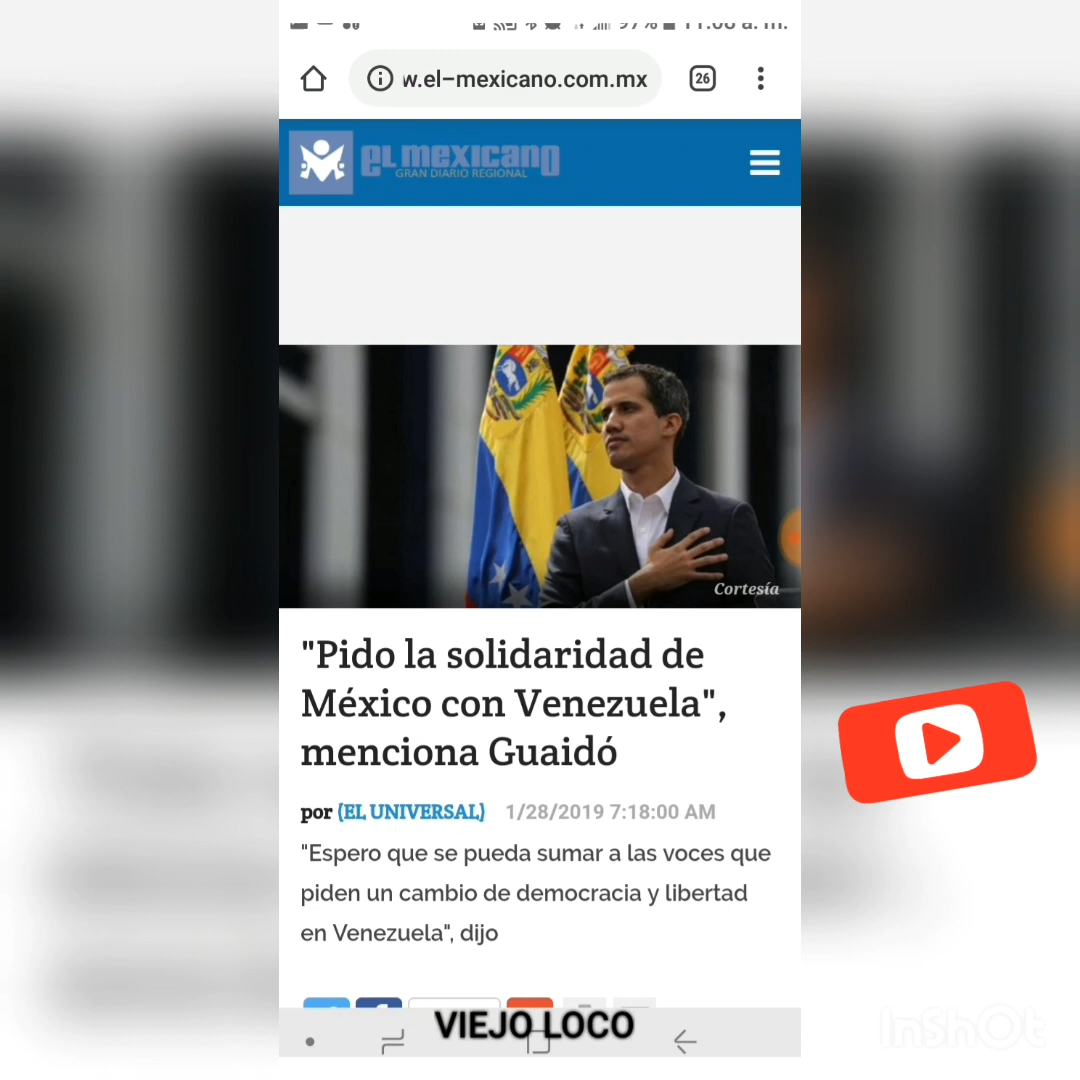 26
w.el-mexicano.com.mx
el mexicano
GRAN DIARIO REGIONAL
Cortesía
"Pido la solidaridad de
México con Venezuela",
menciona Guaidó
por (EL UNIVERSAL) 1/28/2019 7:18:00 AM
"Espero que se pueda sumar a las voces que
piden un cambio de democracia y libertad
en Venezuela", dijo
VIEJO LOCO
InShOt